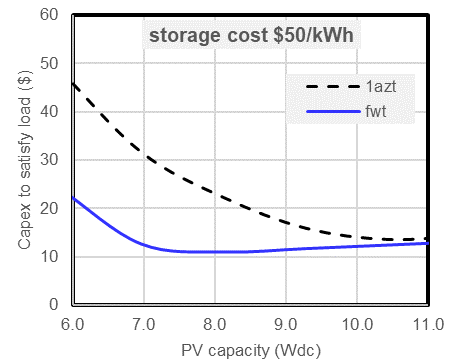 storage cost $50/kWh
1azt
fwt
Capex to satisfy load ($)
60
50
40
30
20
10
0
6.0 7.0 8.0 9.0 10.0 11.0
PV capacity (Wdc)